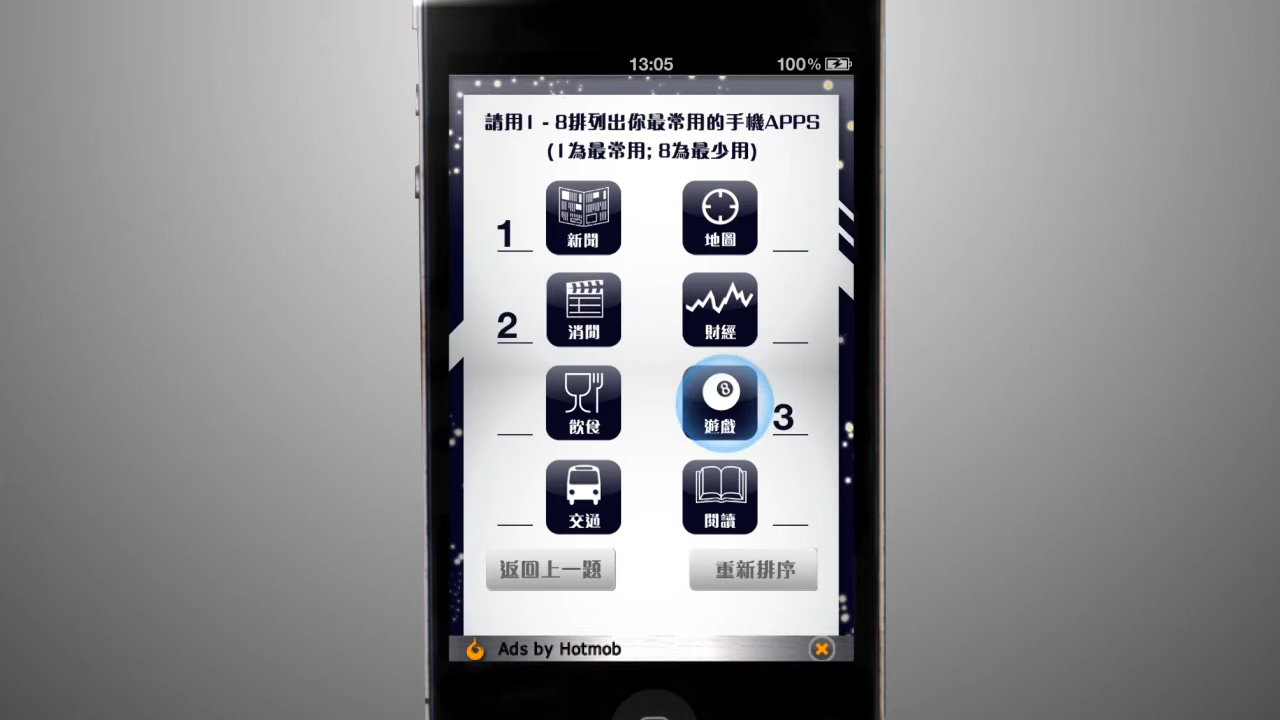 13:05 100%
請用1 - 8排列出你最常用的手機APPS
(1為最常用; 8為最少用)
1 新聞 地圖
2 消閒 財經
飲食 8 遊戲 3
交通 閱讀
返回上一題 重新排序
Ads by Hotmob